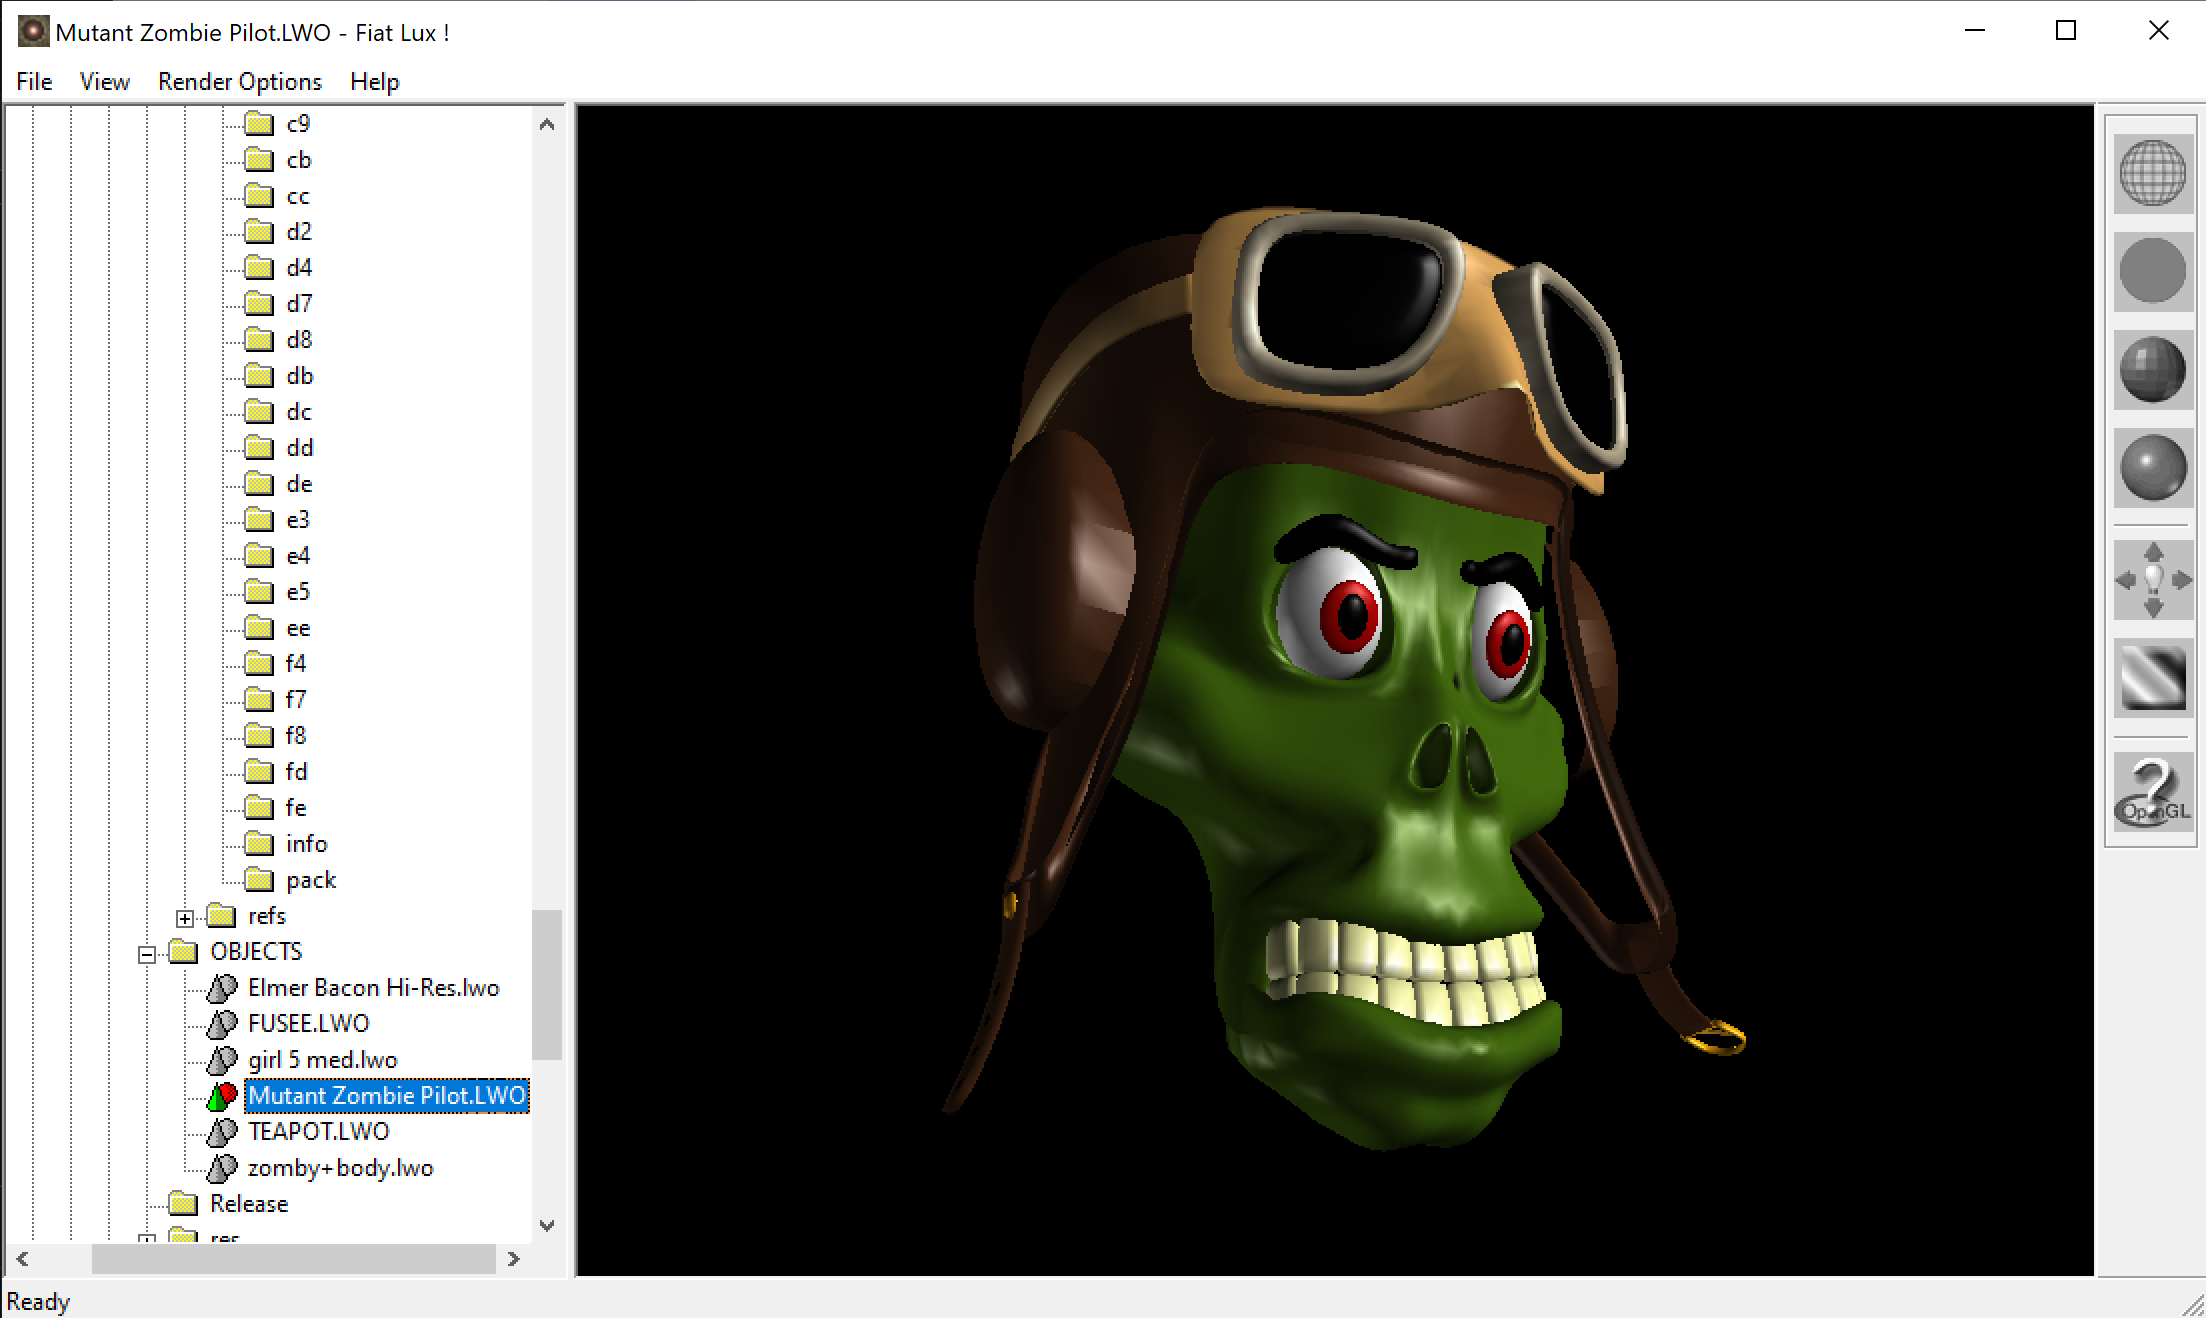 Mutant Zombie Pilot.LWO - Fiat Lux !
File View Render Options Help
c9
cb
cc
d2
d4
d7
d8
db
dc
dd
de
e3
e4
e5
ee
f4
f7
f8
fd
fe
info
pack
refs
OBJECTS
Elmer Bacon Hi-Res.lwo
FUSEE.LWO
girl 5 med.lwo
Mutant Zombie Pilot.LWO
TEAPOT.LWO
zomby+body.lwo
Release
res
?
OpenGL
Ready